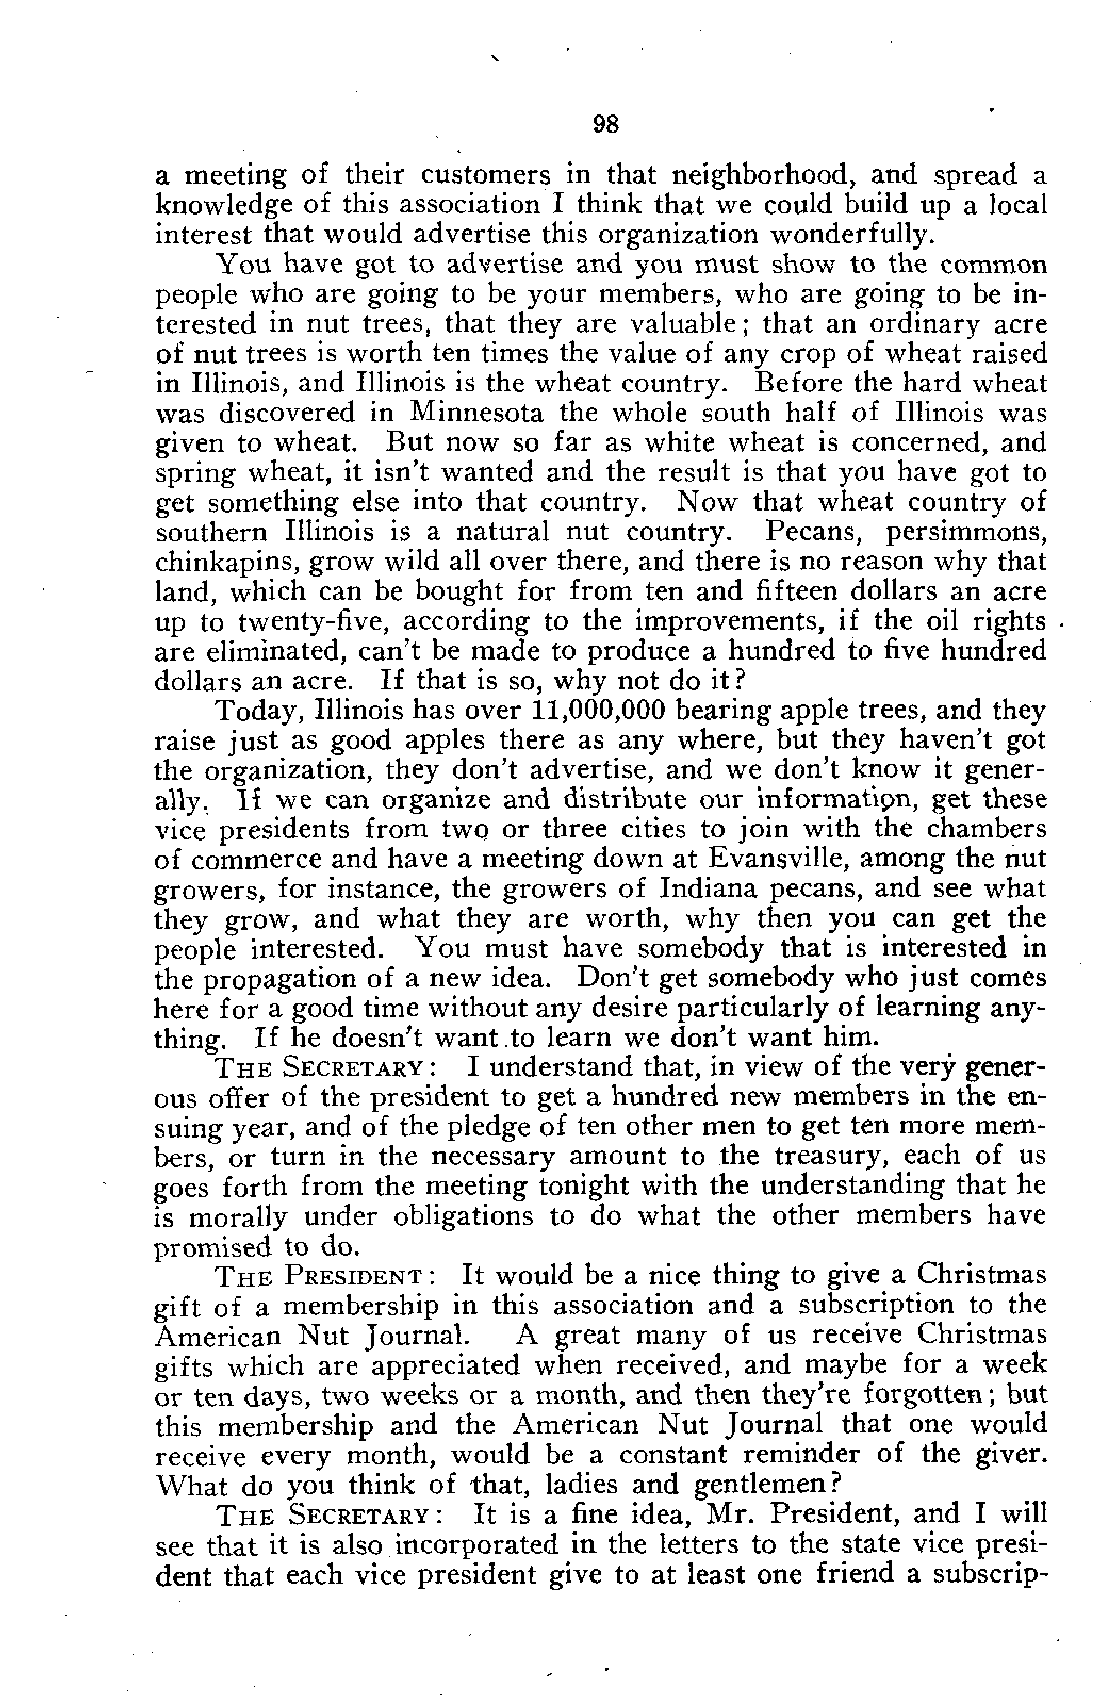 98
a meeting of their customers in that neighborhood, and spread a
knowledge of this association I think that we could build up a local
interest that would advertise this organization wonderfully.
You have got to advertise and you must show to the common
people who are going to be your members, who are going to be in-
terested in nut trees, that they are valuable; that an ordinary acre
of nut trees is worth ten times the value of any crop of wheat raised
in Illinois, and Illinois is the wheat country. Before the hard wheat
was discovered in Minnesota the whole south half of Illinois was
given to wheat. But now so far as white wheat is concerned, and
spring wheat, it isn't wanted and the result is that you have got to
get something else into that country. Now that wheat country of
southern Illinois is a natural nut country. Pecans, persimmons,
chinkapins, grow wild all over there, and there is no reason why that
land, which can be bought for from ten and fifteen dollars an acre
up to twenty-five, according to the improvements, if the oil rights
are eliminated, can't be made to produce a hundred to five hundred
dollars an acre. If that is so, why not do it?
Today, Illinois has over 11,000,000 bearing apple trees, and they
raise just as good apples there as any where, but they haven't got
the organization, they don't advertise, and we don't know it gener-
ally. If we can organize and distribute our information, get these
vice presidents from two or three cities to join with the chambers
of commerce and have a meeting down at Evansville, among the nut
growers, for instance, the growers of Indiana pecans, and see what
they grow, and what they are worth, why then you can get the
people interested. You must have somebody that is interested in
the propagation of a new idea. Don't get somebody who just comes
here for a good time without any desire particularly of learning any-
thing. If he doesn't want to learn we don't want him.
THE SECRETARY: I understand that, in view of the very gener-
ous offer of the president to get a hundred new members in the en-
suing year, and of the pledge of ten other men to get ten more mem-
bers, or turn in the necessary amount to the treasury, each of us
goes forth from the meeting tonight with the understanding that he
is morally under obligations to do what the other members have
promised to do.
THE PRESIDENT: It would be a nice thing to give a Christmas
gift of a membership in this association and a subscription to the
American Nut Journal. A great many of us receive Christmas
gifts which are appreciated when received, and maybe for a week
or ten days, two weeks or a month, and then they're forgotten; but
this membership and the American Nut Journal that one would
receive every month, would be a constant reminder of the giver.
What do you think of that, ladies and gentlemen?
THE SECRETARY: It is a fine idea, Mr. President, and I will
see that it is also incorporated in the letters to the state vice presi-
dent that each vice president give to at least one friend a subscrip-